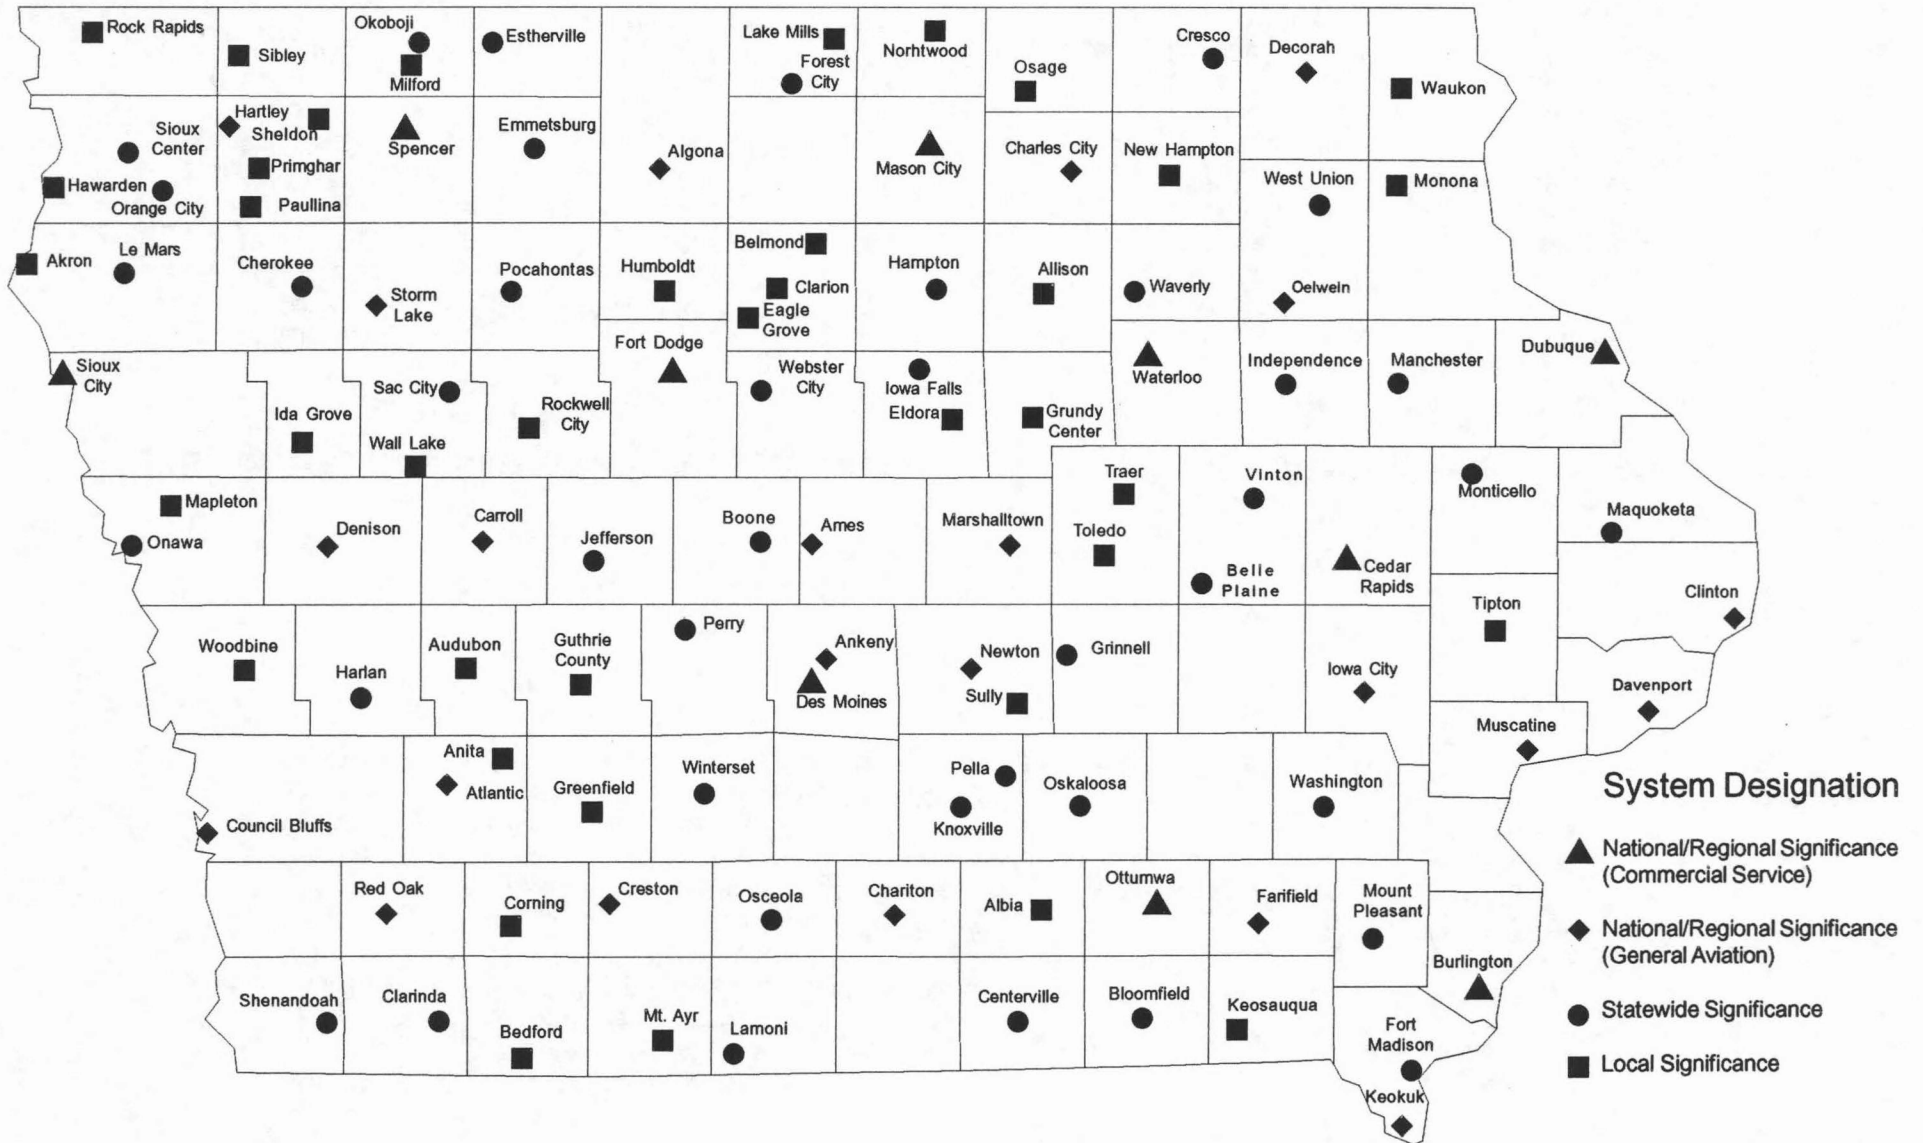 Rock Rapids
Sibley
Okoboji
Milford
Estherville
Lake Mills
Forest
City
Norhtwood
Osage
Cresco
Decorah
Waukon
Hartley
Sheldon
Sioux
Center
Primghar
Hawarden
Orange City
Paullina
Spencer
Emmetsburg
Algona
Mason City
Charles City
New Hampton
West Union
Monona
Akron
Le Mars
Cherokee
Storm
Lake
Pocahontas
Humboldt
Belmond
Clarion
Eagle
Grove
Hampton
Allison
Waverly
Oelwein
Sioux
City
Ida Grove
Sac City
Wall Lake
Rockwell
City
Fort Dodge
Webster
City
Iowa Falls
Eldora
Grundy
Center
Waterloo
Independence
Manchester
Dubuque
Mapleton
Onawa
Denison
Carroll
Jefferson
Boone
Ames
Marshalltown
Traer
Toledo
Vinton
Belle
Plaine
Cedar
Rapids
Monticello
Maquoketa
Clinton
Tipton
Woodbine
Harlan
Audubon
Guthrie
County
Perry
Ankeny
Des Moines
Newton
Sully
Grinnell
Iowa City
Davenport
Muscatine
Council Bluffs
Anita
Atlantic
Greenfield
Winterset
Pella
Knoxville
Oskaloosa
Washington
Red Oak
Corning
Creston
Osceola
Chariton
Albia
Ottumwa
Farifield
Mount
Pleasant
Burlington
Shenandoah
Clarinda
Bedford
Mt. Ayr
Lamoni
Centerville
Bloomfield
Keosauqua
Fort
Madison
Keokuk
System Designation
National/Regional Significance
(Commercial Service)
National/Regional Significance
(General Aviation)
Statewide Significance
Local Significance